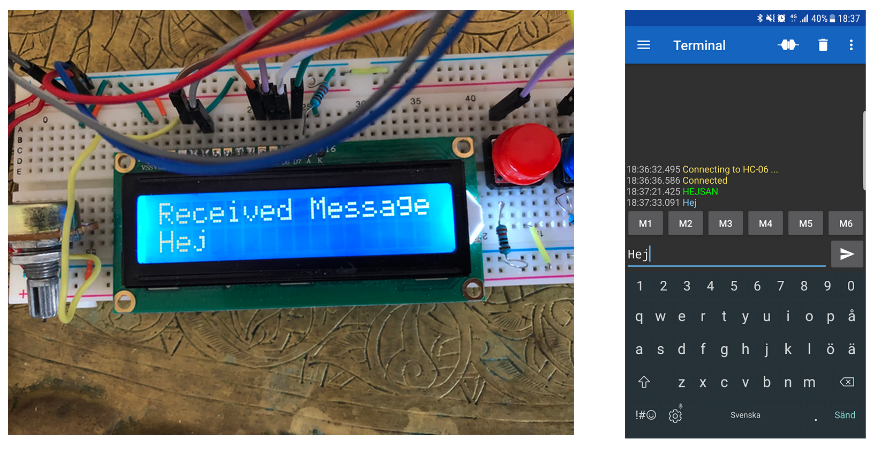 0
30
35
40
A
B
C
D
E
16
A K
Received Message
Hej
40% 18:37
Terminal
18:36:32.495 Connecting to HC-06 ...
18:36:36.586 Connected
18:37:21.425 HEJSAN
18:37:33.091 Hej
M1 M2 M3 M4 M5 M6
Hej
1 2 3 4 5 6 7 8 9 0
q w e r t y u i o p å
a s d f g h j k l ö ä
z x c v b n m
!#☺ Svenska . Sänd